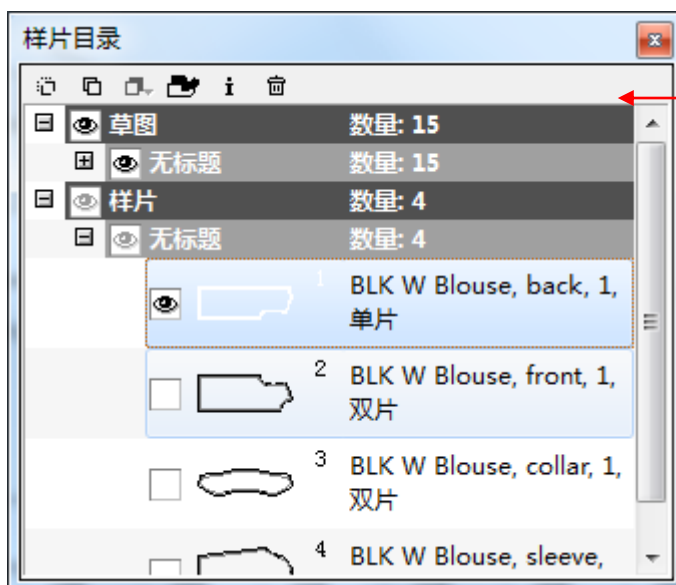 样片目录
草图 数量: 15
无标题 数量: 15
样片 数量: 4
无标题 数量: 4
1 BLK W Blouse, back, 1,
单片
2 BLK W Blouse, front, 1,
双片
3 BLK W Blouse, collar, 1,
双片
4 BLK W Blouse, sleeve,